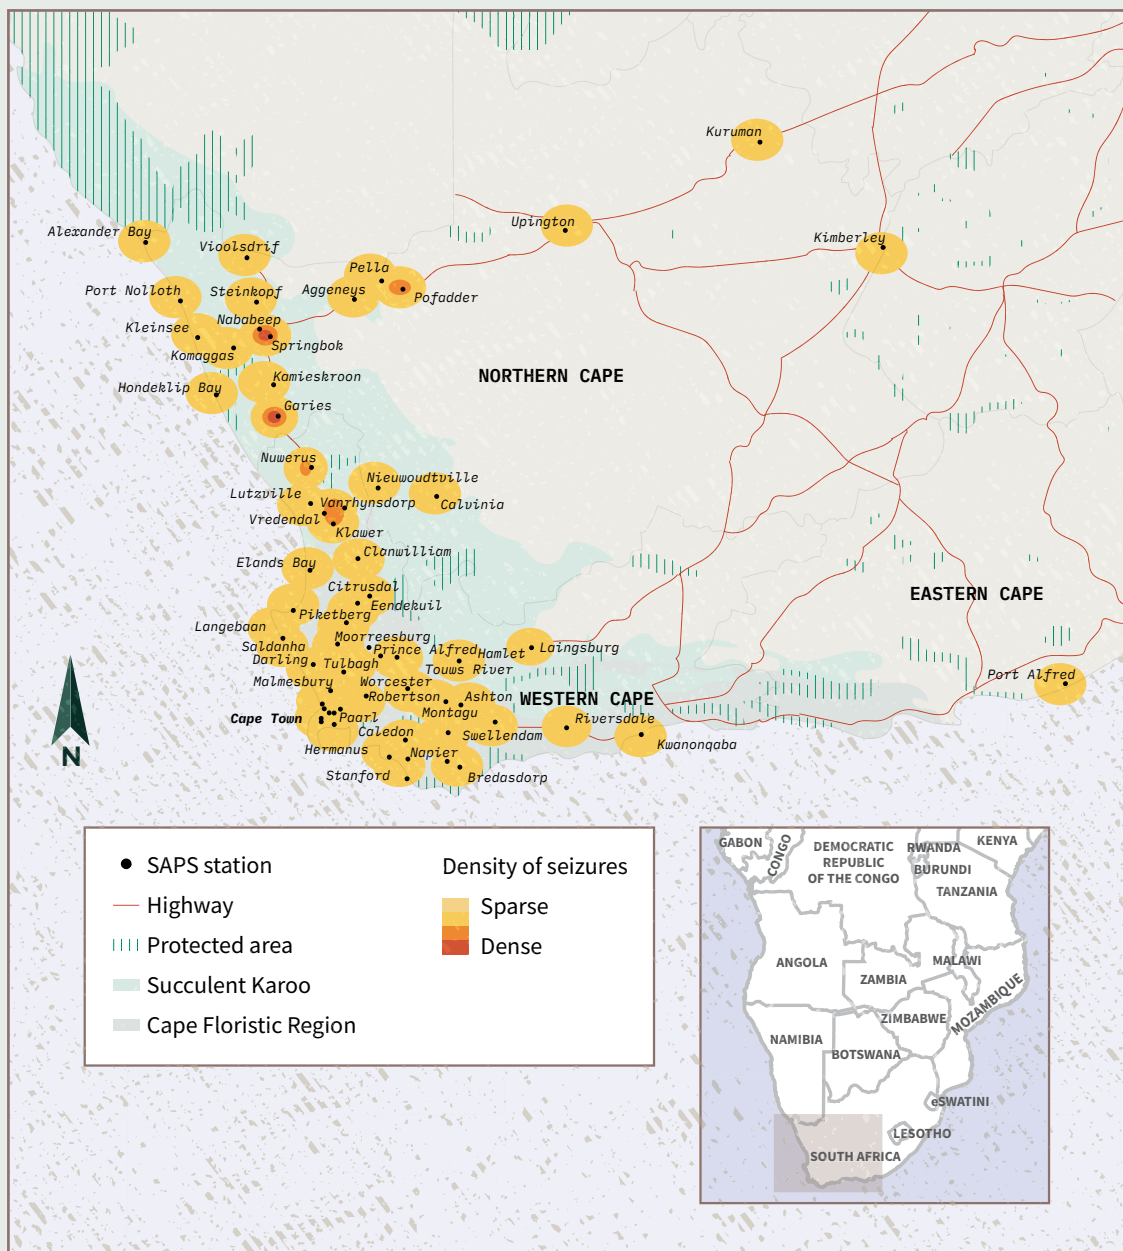 Kuruman
Upington
Kimberley
Alexander Bay
Vioolsdrif
Pella
Port Nolloth
Steinkopf
Aggeneys
Pofadder
Nababeep
Kleinsee
Springbok
Komaggas
Kamieskroon
Hondeklip Bay
Garies
NORTHERN CAPE
Nuwerus
Nieuwoudtville
Lutzville
Vanrhynsdorp
Calvinia
Vredendal
Klawer
Clanwilliam
Elands Bay
Citrusdal
Eendekuil
Piketberg
Langebaan
EASTERN CAPE
Moorreesburg
Saldanha
Prince Alfred Hamlet
Laingsburg
Darling
Tulbagh
Touws River
Malmesbury
Worcester
Port Alfred
Robertson
Ashton
WESTERN CAPE
Cape Town
Paarl
Montagu
Riversdale
Caledon
Swellendam
Kwanonqaba
Hermanus
Napier
Stanford
Bredasdorp
N
SAPS station
Highway
Protected area
Succulent Karoo
Cape Floristic Region
Density of seizures
Sparse
Dense
GABON
CONGO
DEMOCRATIC
REPUBLIC
OF THE CONGO
RWANDA
KENYA
BURUNDI
TANZANIA
ANGOLA
MALAWI
ZAMBIA
MOZAMBIQUE
ZIMBABWE
NAMIBIA
BOTSWANA
eSWATINI
LESOTHO
SOUTH AFRICA